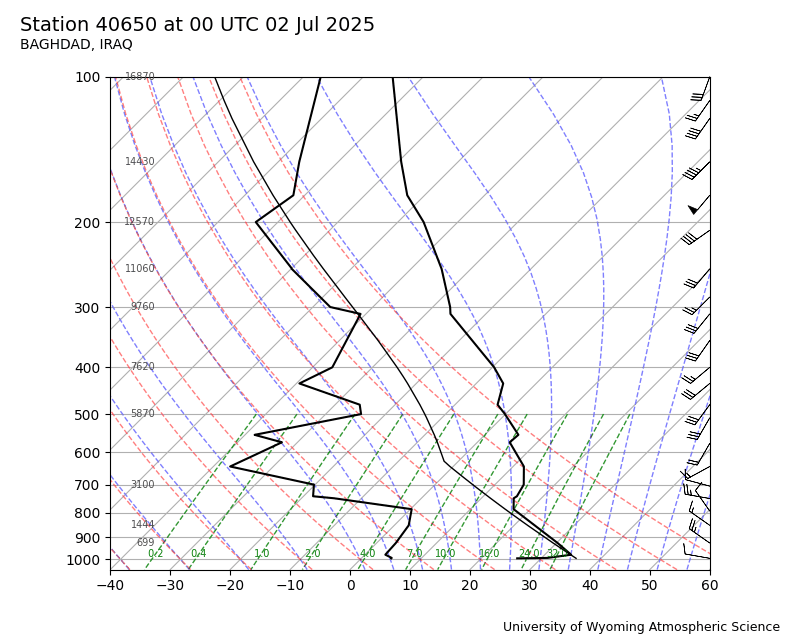 Station 40650 at 00 UTC 02 Jul 2025
BAGHDAD, IRAQ
100 16870
14430
200 12570
11060
300 9760
400 7620
500 5870
600
700 3100
800 1444
900 699
1000 0.2 0.4 1.0 2.0 4.0 7.0 10.0 16.0 24.0 32.0
−40 −30 −20 −10 0 10 20 30 40 50 60
University of Wyoming Atmospheric Science